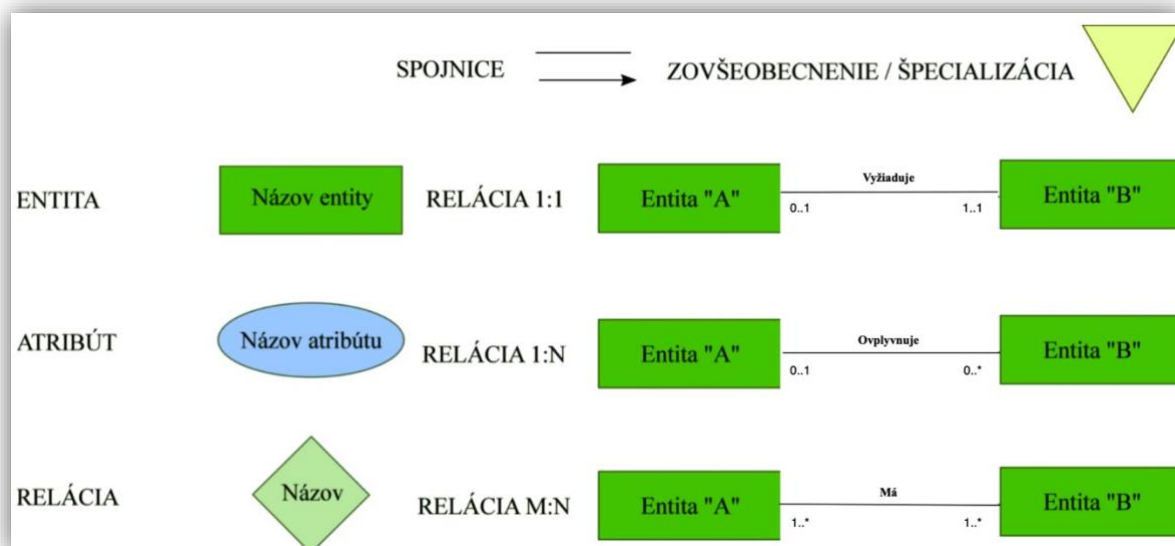 SPOJNICE ZOVŠEOBECNENIE / ŠPECIALIZÁCIA
ENTITA Názov entity RELÁCIA 1:1 Entita "A" Vyžiaduje Entita "B"
0..1 1..1
ATRIBÚT Názov atribútu RELÁCIA 1:N Entita "A" Ovplyvnuje Entita "B"
0..1 0..*
RELÁCIA Názov RELÁCIA M:N Entita "A" Má Entita "B"
1..* 1..*